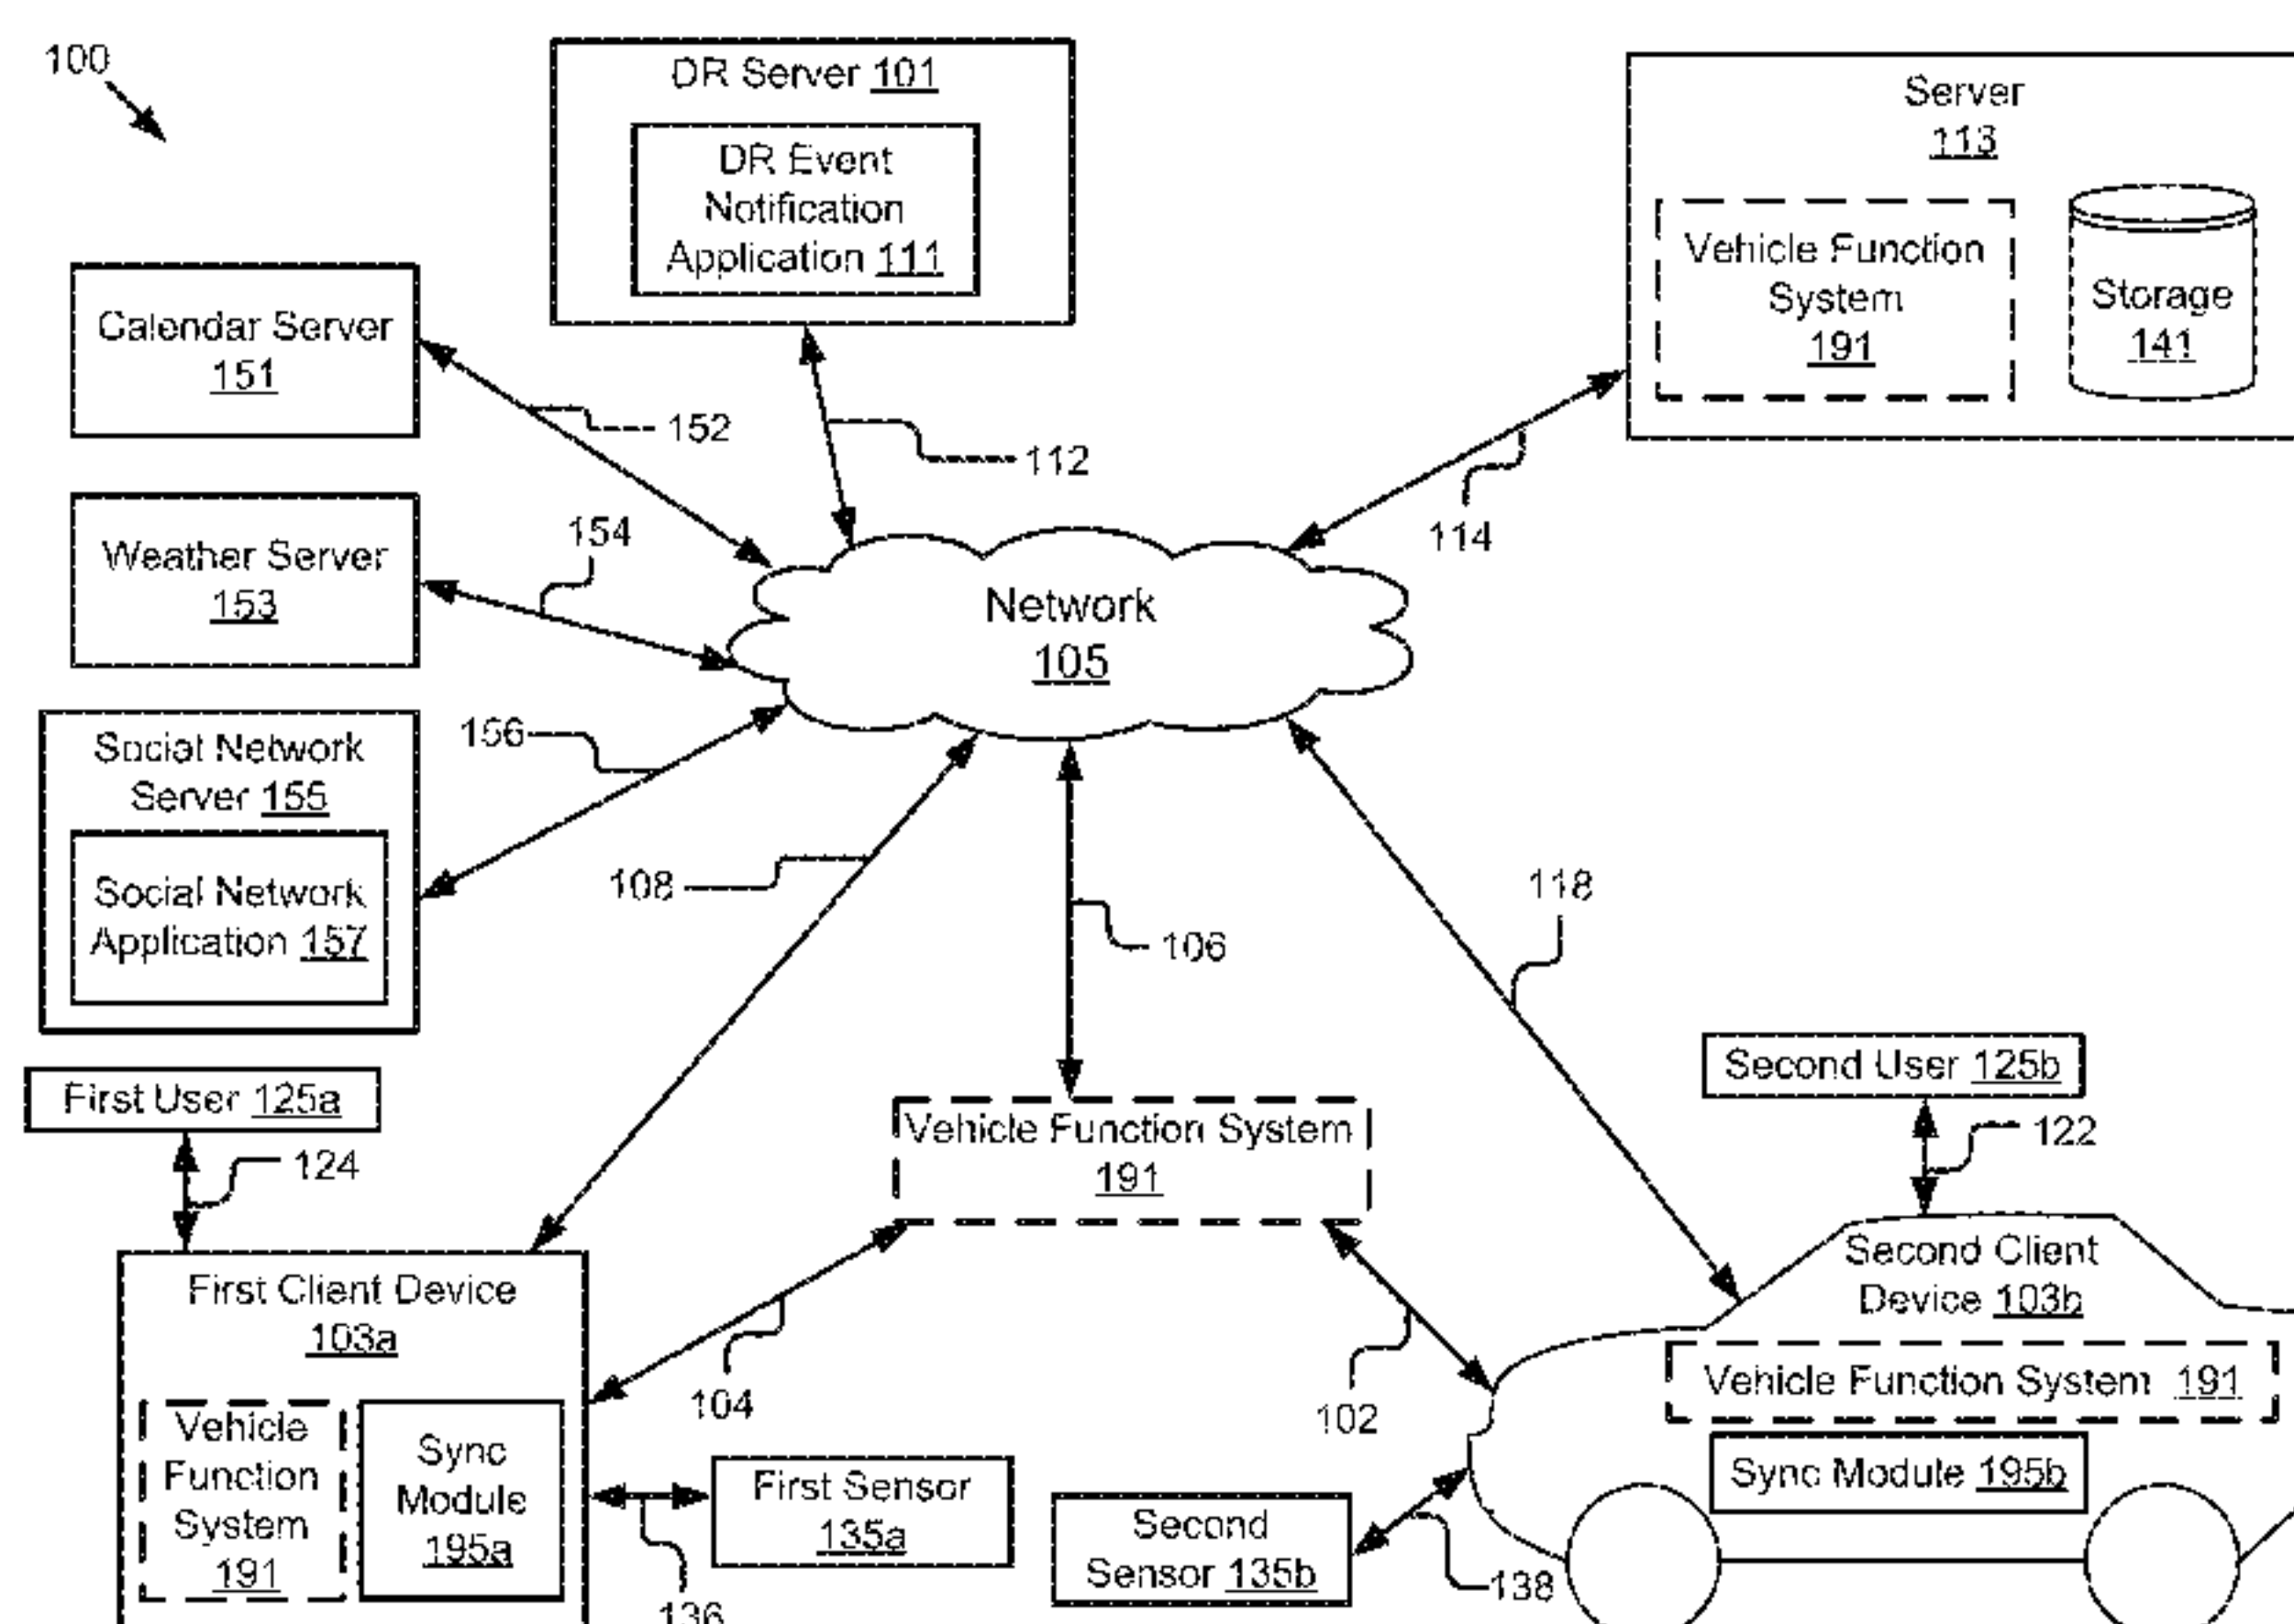 100
DR Server 101
DR Event
Notification
Application 111
Server
113
Vehicle Function
System
191
Storage
141
Calendar Server
151
152
112
114
Weather Server
153
154
Network
105
Social Network
Server 155
Social Network
Application 157
156
108
106
118
First User 125a
124
Second User 125b
122
Vehicle Function System
191
First Client Device
103a
Vehicle
Function
System
191
Sync
Module
195a
104
102
Second Client
Device 103b
Vehicle Function System 191
Sync Module 195b
First Sensor
135a
136
Second
Sensor 135b
138